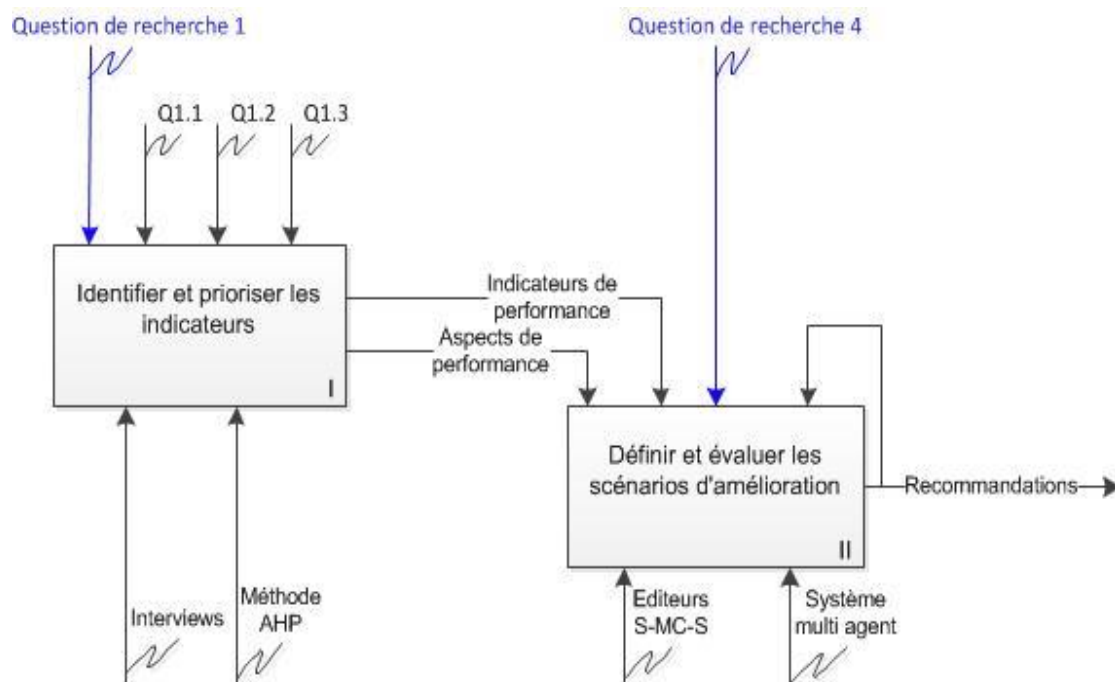 Question de recherche 1
Question de recherche 4
Q1.1
Q1.2
Q1.3
Identifier et prioriser les
indicateurs
I
Indicateurs de
performance
Aspects de
performance
Définir et évaluer les
scénarios d'amélioration
II
Recommandations
Interviews
Méthode
AHP
Editeurs
S-MC-S
Système
multi agent